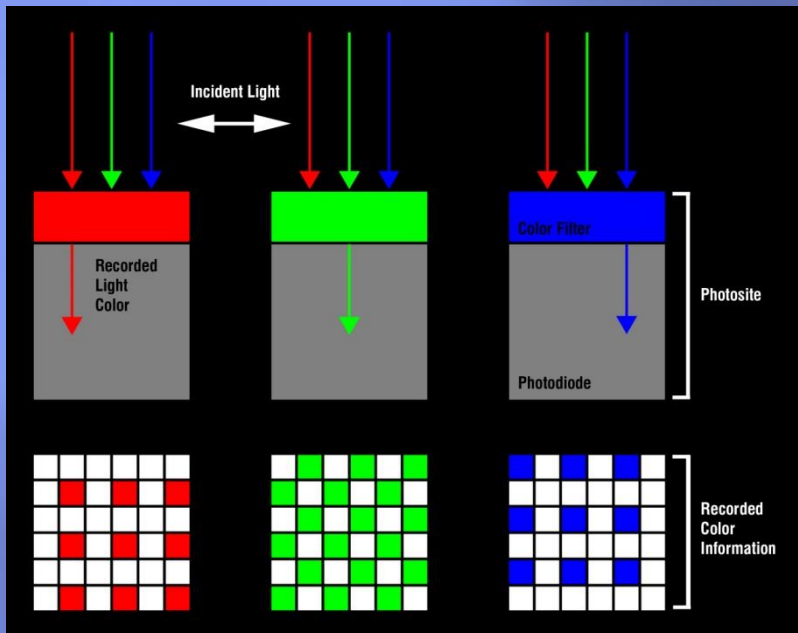 Incident Light
Color Filter
Recorded
Light
Color
Photosite
Photodiode
Recorded
Color
Information